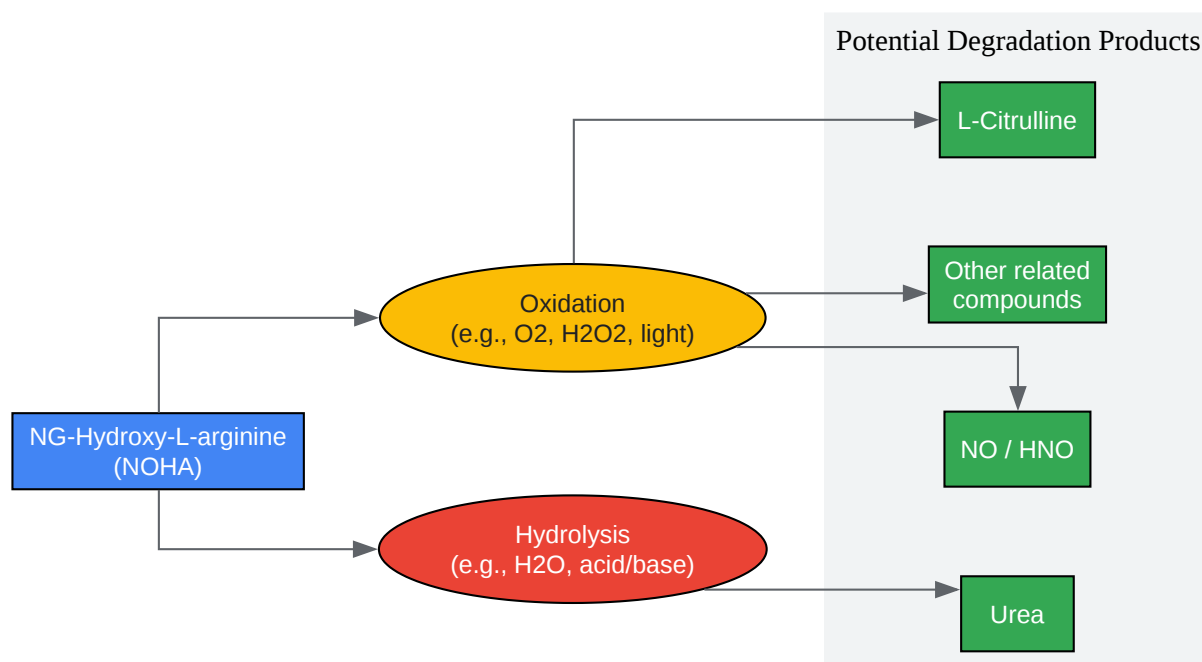 Potential Degradation Products
L-Citrulline
Other related
compounds
Oxidation
(e.g., O2, H2O2, light)
NG-Hydroxy-L-arginine
(NOHA)
NO / HNO
Hydrolysis
(e.g., H2O, acid/base)
Urea